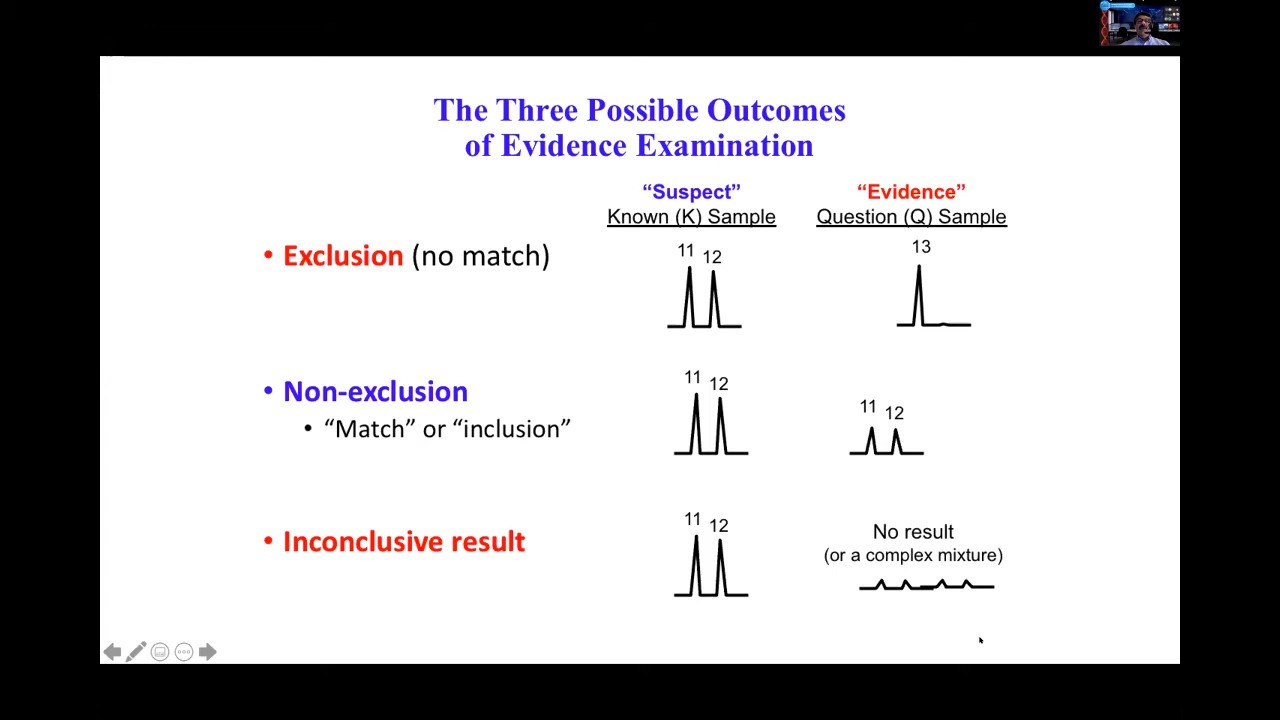 The Three Possible Outcomes
of Evidence Examination
“Suspect”
Known (K) Sample
“Evidence”
Question (Q) Sample
• Exclusion (no match)
11 12
13
• Non-exclusion
• “Match” or “inclusion”
11 12
11 12
• Inconclusive result
11 12
No result
(or a complex mixture)